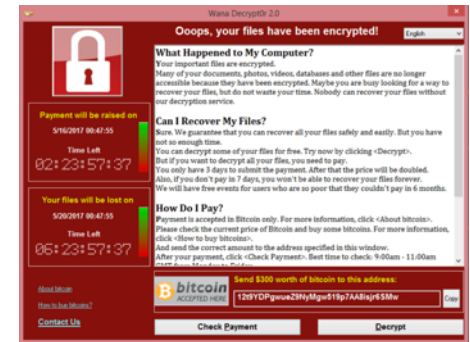 Wana Decrypt0r 2.0
Ooops, your files have been encrypted!
English
What Happened to My Computer?
Your important files are encrypted.
Many of your documents, photos, videos, databases and other files are no longer
accessible because they have been encrypted. Maybe you are busy looking for a way to
recover your files, but do not waste your time. Nobody can recover your files without
our decryption service.
Can I Recover My Files?
Sure. We guarantee that you can recover all your files safely and easily. But you have
not so enough time.
You can decrypt some of your files for free. Try now by clicking <Decrypt>.
But if you want to decrypt all your files, you need to pay.
You only have 3 days to submit the payment. After that the price will be doubled.
Also, if you don't pay in 7 days, you won't be able to recover your files forever.
We will have free events for users who are so poor that they couldn't pay in 6 months.
How Do I Pay?
Payment is accepted in Bitcoin only. For more information, click <About bitcoin>.
Please check the current price of Bitcoin and buy some bitcoins. For more information,
click <How to buy bitcoins>.
And send the correct amount to the address specified in this window.
After your payment, click <Check Payment>. Best time to check: 9:00am - 11:00am
GMT from Monday to Friday.
Payment will be raised on
5/16/2017 00:47:55
Time Left
02:23:57:37
Your files will be lost on
5/20/2017 00:47:55
Time Left
06:23:57:37
About bitcoin
How to buy bitcoins?
Contact Us
bitcoin
ACCEPTED HERE
Send $300 worth of bitcoin to this address:
12t9YDPgwueZ9NyMgw519p7AA8isjr6SMw
Copy
Check Payment
Decrypt